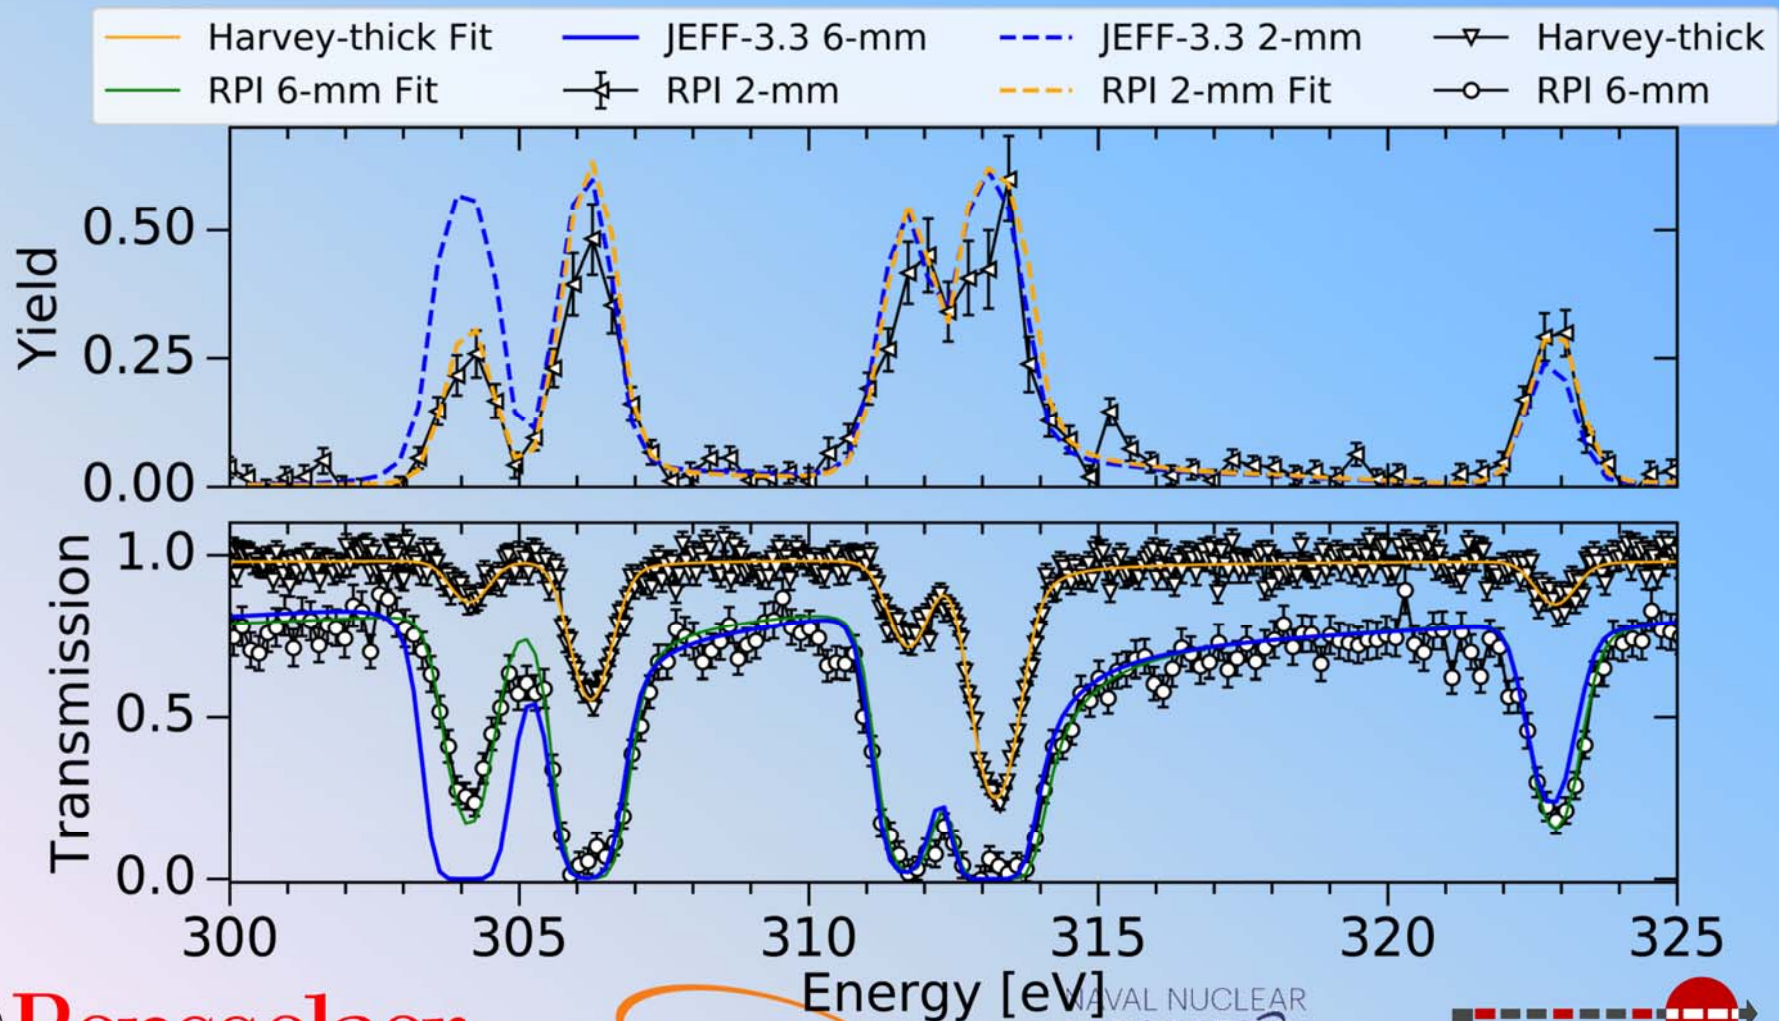 Harvey-thick Fit JEFF-3.3 6-mm JEFF-3.3 2-mm Harvey-thick
RPI 6-mm Fit RPI 2-mm RPI 2-mm Fit RPI 6-mm
Yield
0.50
0.25
0.00
Transmission
1.0
0.5
0.0
300 305 310 315 320 325
Energy [eV]
NAVAL NUCLEAR
Rensselaer